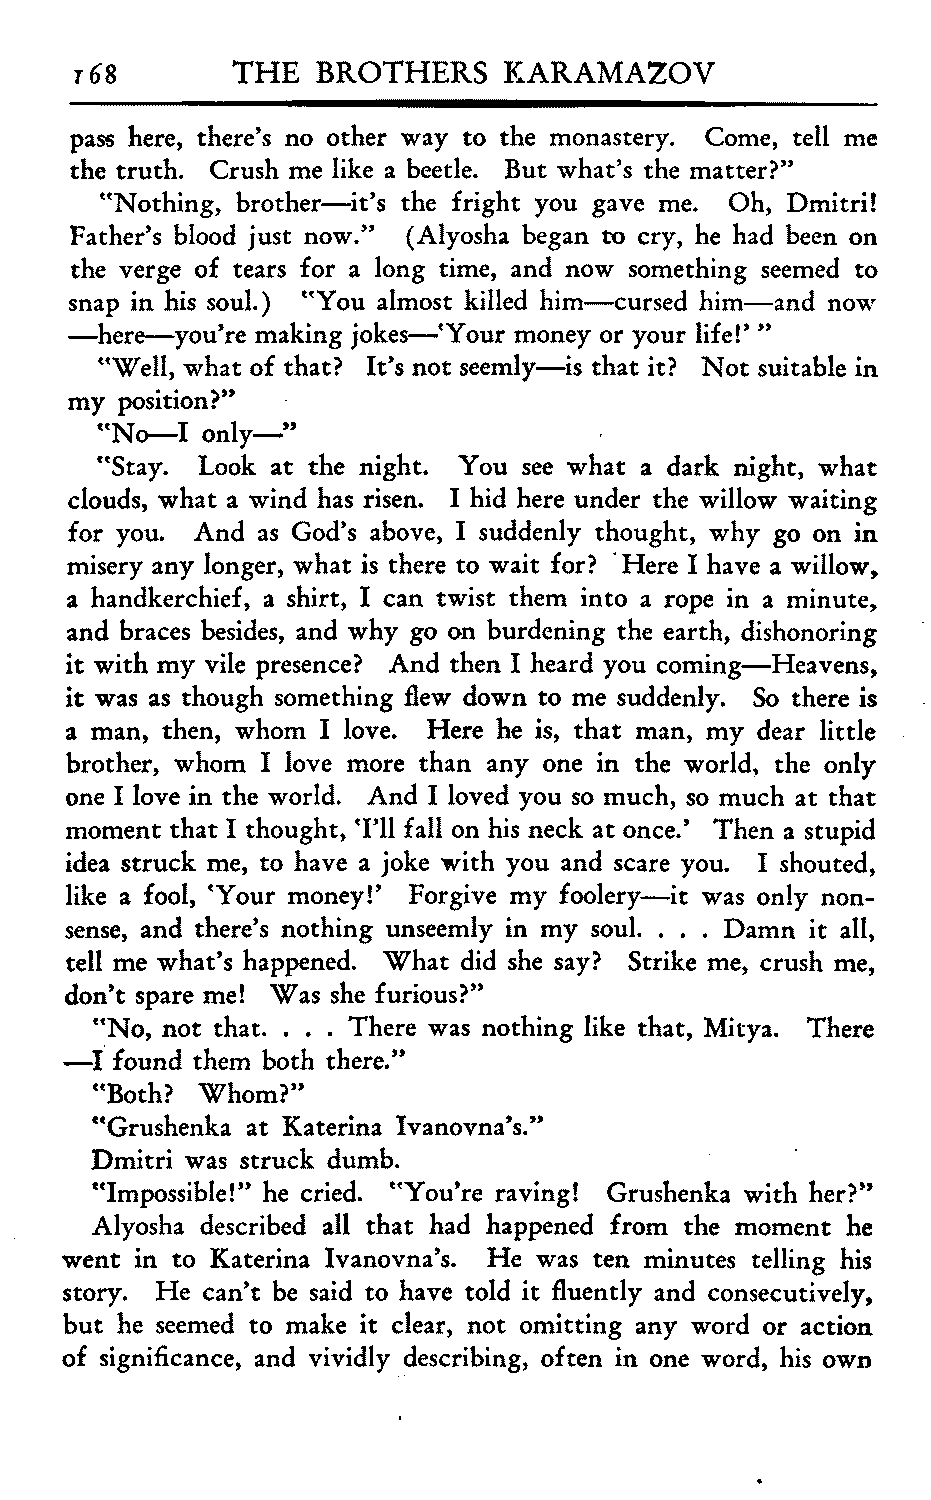 168 THE BROTHERS KARAMAZOV
pass here, there's no other way to the monastery. Come, tell me
the truth. Crush me like a beetle. But what's the matter?"
"Nothing, brother—it's the fright you gave me. Oh, Dmitri!
Father's blood just now." (Alyosha began to cry, he had been on
the verge of tears for a long time, and now something seemed to
snap in his soul.) "You almost killed him—cursed him—and now
—here—you're making jokes—'Your money or your life!' "
"Well, what of that? It's not seemly—is that it? Not suitable in
my position?"
"No—I only—"
"Stay. Look at the night. You see what a dark night, what
clouds, what a wind has risen. I hid here under the willow waiting
for you. And as God's above, I suddenly thought, why go on in
misery any longer, what is there to wait for? Here I have a willow,
a handkerchief, a shirt, I can twist them into a rope in a minute,
and braces besides, and why go on burdening the earth, dishonoring
it with my vile presence? And then I heard you coming—Heavens,
it was as though something flew down to me suddenly. So there is
a man, then, whom I love. Here he is, that man, my dear little
brother, whom I love more than any one in the world, the only
one I love in the world. And I loved you so much, so much at that
moment that I thought, 'I'll fall on his neck at once.' Then a stupid
idea struck me, to have a joke with you and scare you. I shouted,
like a fool, 'Your money!' Forgive my foolery—it was only non-
sense, and there's nothing unseemly in my soul. . . . Damn it all,
tell me what's happened. What did she say? Strike me, crush me,
don't spare me! Was she furious?"
"No, not that. . . . There was nothing like that, Mitya. There
—I found them both there."
"Both? Whom?"
"Grushenka at Katerina Ivanovna's."
Dmitri was struck dumb.
"Impossible!" he cried. "You're raving! Grushenka with her?"
Alyosha described all that had happened from the moment he
went in to Katerina Ivanovna's. He was ten minutes telling his
story. He can't be said to have told it fluently and consecutively,
but he seemed to make it clear, not omitting any word or action
of significance, and vividly describing, often in one word, his own